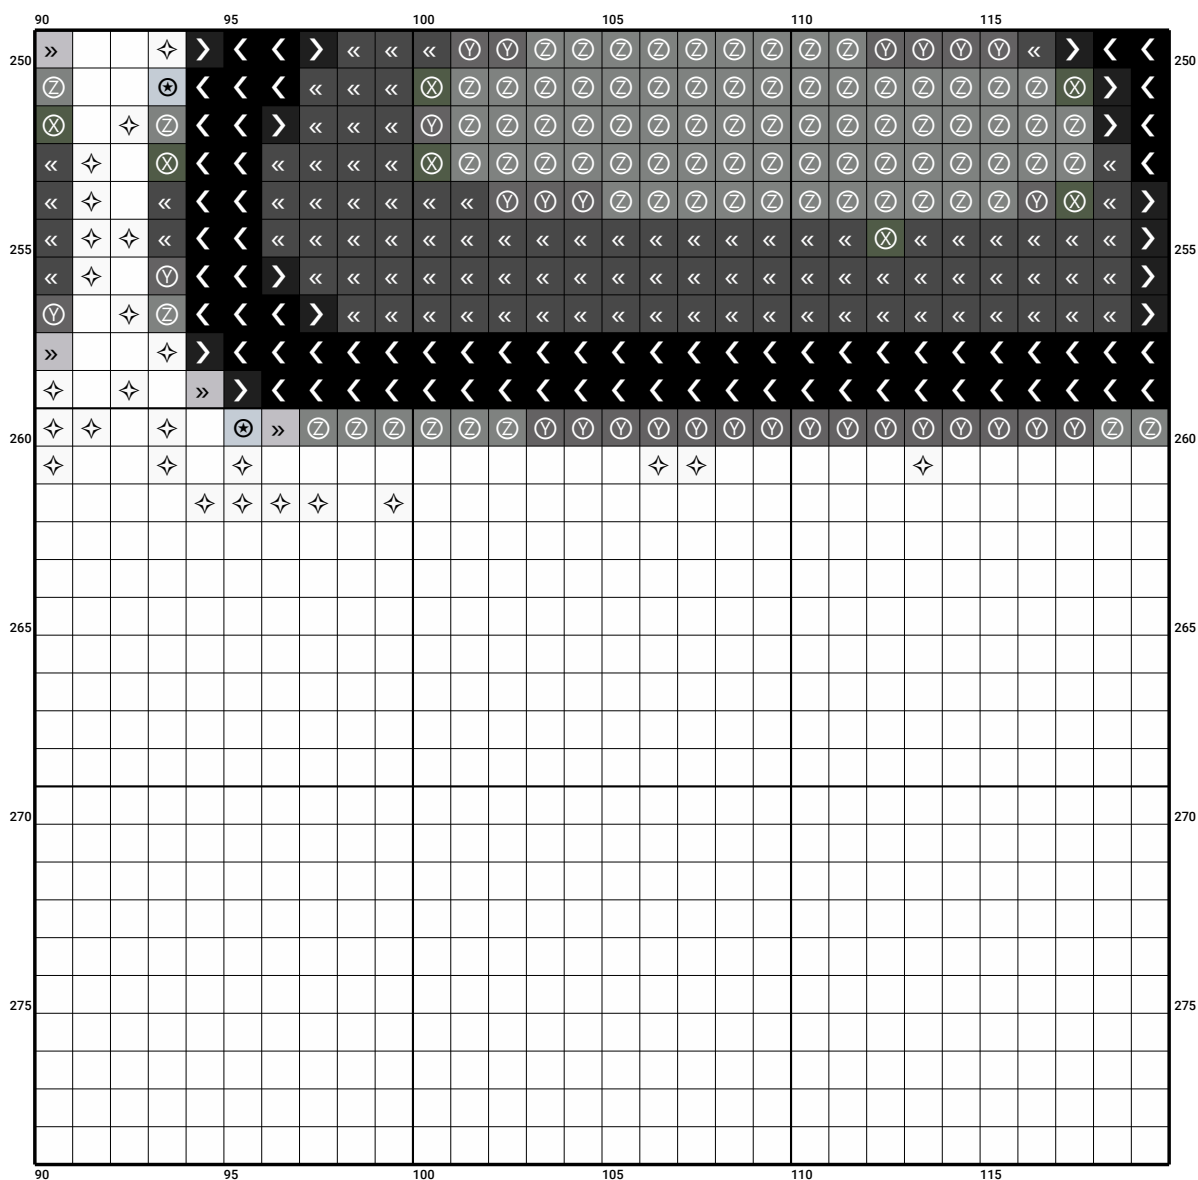 90 95 100 105 110 115
» ✧ ❯ ❮ ❮ ❯ « « « Ⓨ Ⓨ Ⓩ Ⓩ Ⓩ Ⓩ Ⓩ Ⓩ Ⓩ Ⓩ Ⓩ Ⓨ Ⓨ Ⓨ Ⓨ « ❯ ❮ ❮
250 250
Ⓩ ✪ ❮ ❮ ❮ « « « Ⓧ Ⓩ Ⓩ Ⓩ Ⓩ Ⓩ Ⓩ Ⓩ Ⓩ Ⓩ Ⓩ Ⓩ Ⓩ Ⓩ Ⓩ Ⓩ Ⓩ Ⓧ ❯ ❮
Ⓧ ✧ Ⓩ ❮ ❮ ❯ « « « Ⓨ Ⓩ Ⓩ Ⓩ Ⓩ Ⓩ Ⓩ Ⓩ Ⓩ Ⓩ Ⓩ Ⓩ Ⓩ Ⓩ Ⓩ Ⓩ Ⓩ Ⓩ ❯ ❮
« ✧ Ⓧ ❮ ❮ « « « « Ⓧ Ⓩ Ⓩ Ⓩ Ⓩ Ⓩ Ⓩ Ⓩ Ⓩ Ⓩ Ⓩ Ⓩ Ⓩ Ⓩ Ⓩ Ⓩ Ⓩ Ⓩ « ❮
« ✧ « ❮ ❮ « « « « « « Ⓨ Ⓨ Ⓨ Ⓩ Ⓩ Ⓩ Ⓩ Ⓩ Ⓩ Ⓩ Ⓩ Ⓩ Ⓩ Ⓩ Ⓨ Ⓧ « ❯
« ✧ ✧ « ❮ ❮ « « « « « « « « « « « « « « « « Ⓧ « « « « « « ❯
255 255
« ✧ Ⓨ ❮ ❮ ❯ « « « « « « « « « « « « « « « « « « « « « « ❯
Ⓨ ✧ Ⓩ ❮ ❮ ❮ ❯ « « « « « « « « « « « « « « « « « « « « « ❯
» ✧ ❯ ❮ ❮ ❮ ❮ ❮ ❮ ❮ ❮ ❮ ❮ ❮ ❮ ❮ ❮ ❮ ❮ ❮ ❮ ❮ ❮ ❮ ❮ ❮ ❮ ❮
✧ ✧ » ❯ ❮ ❮ ❮ ❮ ❮ ❮ ❮ ❮ ❮ ❮ ❮ ❮ ❮ ❮ ❮ ❮ ❮ ❮ ❮ ❮ ❮ ❮ ❮ ❮
✧ ✧ ✧ ✪ » Ⓩ Ⓩ Ⓩ Ⓩ Ⓩ Ⓩ Ⓨ Ⓨ Ⓨ Ⓨ Ⓨ Ⓨ Ⓨ Ⓨ Ⓨ Ⓨ Ⓨ Ⓨ Ⓨ Ⓨ Ⓨ Ⓩ Ⓩ
260 260
✧ ✧ ✧ ✧ ✧ ✧
✧ ✧ ✧ ✧ ✧
265 265
270 270
275 275
90 95 100 105 110 115